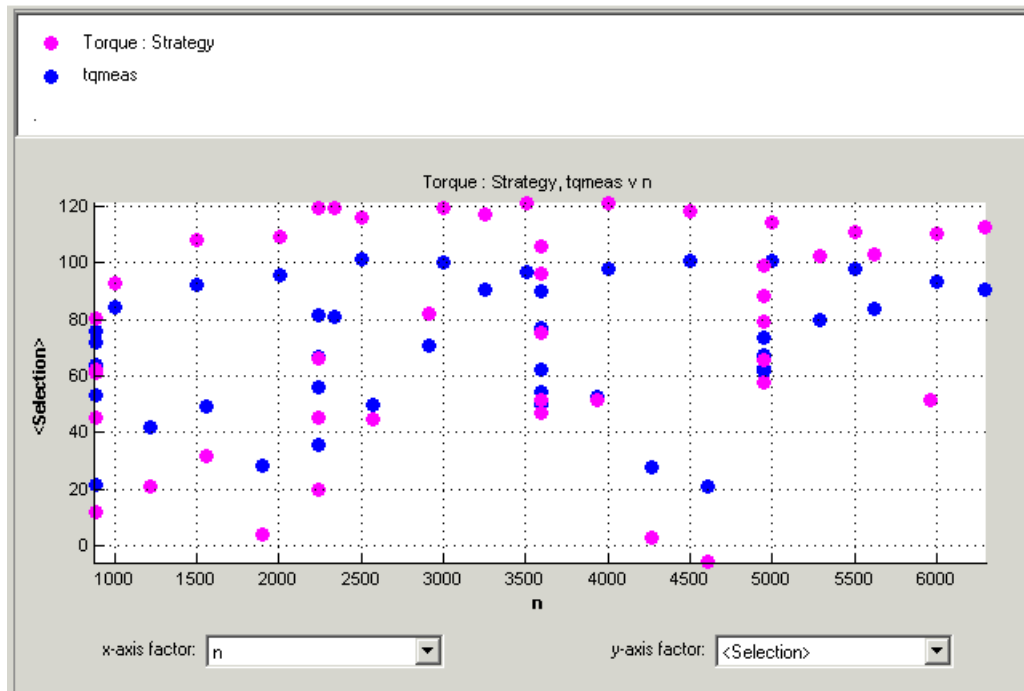 Torque : Strategy
tqmeas
.
Torque : Strategy, tqmeas v n
120
100
80
60
40
20
0
<Selection>
1000 1500 2000 2500 3000 3500 4000 4500 5000 5500 6000
n
x-axis factor: n y-axis factor: <Selection>